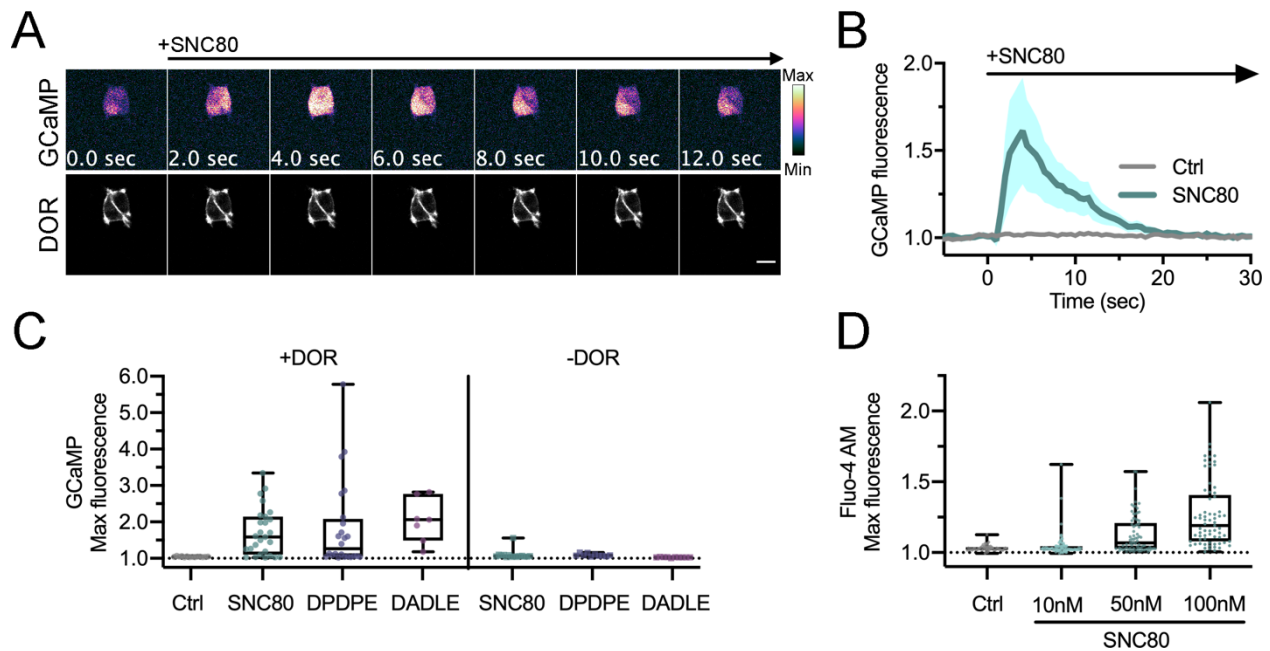 A
+SNC80
GCaMP
0.0 sec
2.0 sec
4.0 sec
6.0 sec
8.0 sec
10.0 sec
12.0 sec
Max
Min
DOR
B
+SNC80
GCaMP fluorescence
2.0
1.5
1.0
Ctrl
SNC80
0
10
20
30
Time (sec)
C
+DOR
-DOR
GCaMP
Max fluorescence
6.0
5.0
4.0
3.0
2.0
1.0
Ctrl
SNC80
DPDPE
DADLE
SNC80
DPDPE
DADLE
D
Fluo-4 AM
Max fluorescence
2.0
1.5
1.0
Ctrl
10nM
50nM
100nM
SNC80